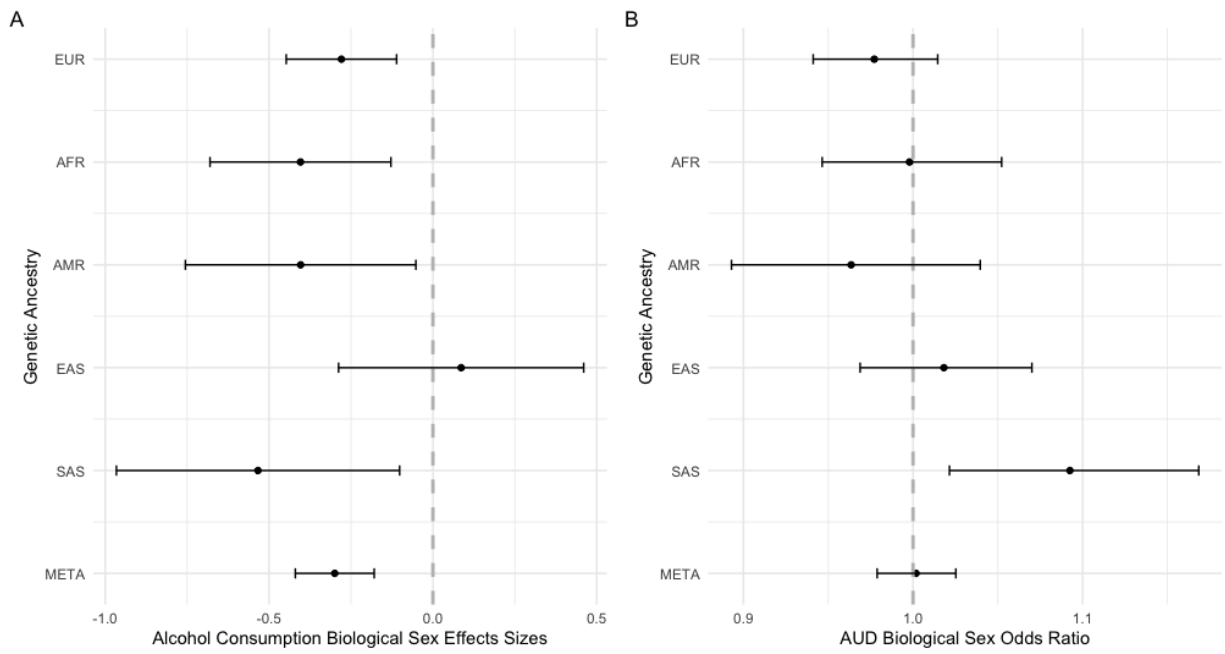 A
Genetic Ancestry
EUR
AFR
AMR
EAS
SAS
META
-1.0 -0.5 0.0 0.5
Alcohol Consumption Biological Sex Effects Sizes
B
Genetic Ancestry
EUR
AFR
AMR
EAS
SAS
META
0.9 1.0 1.1
AUD Biological Sex Odds Ratio